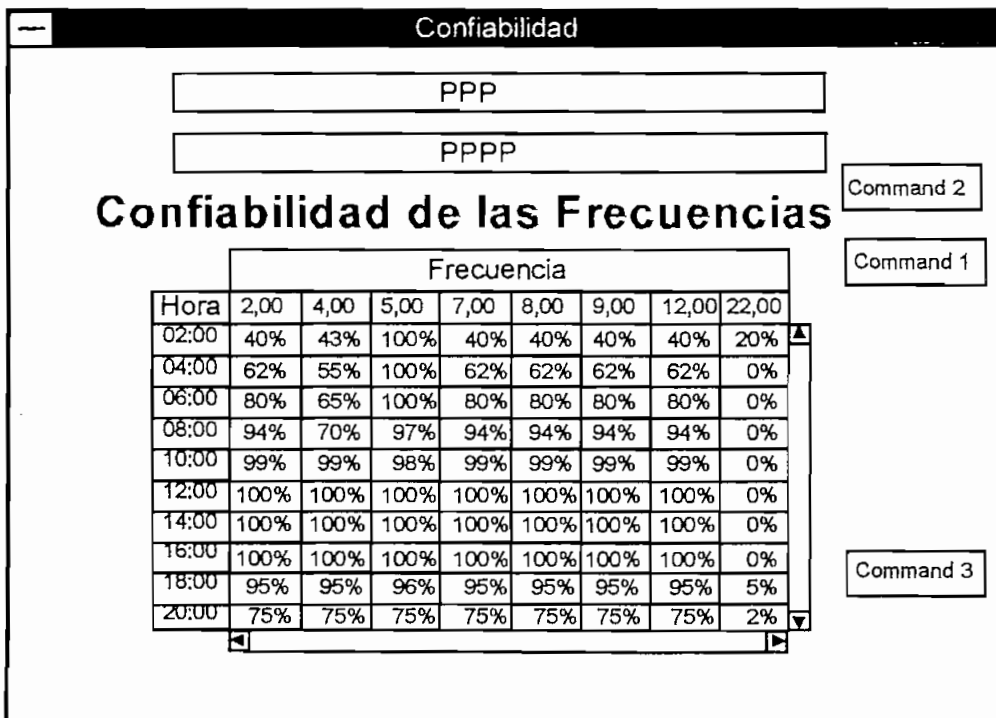 Confiabilidad
PPP
PPPP
Command 2
Confiabilidad de las Frecuencias
Command 1
Frecuencia
Hora 2,00 4,00 5,00 7,00 8,00 9,00 12,00 22,00
02:00 40% 43% 100% 40% 40% 40% 40% 20%
04:00 62% 55% 100% 62% 62% 62% 62% 0%
06:00 80% 65% 100% 80% 80% 80% 80% 0%
08:00 94% 70% 97% 94% 94% 94% 94% 0%
10:00 99% 99% 98% 99% 99% 99% 99% 0%
12:00 100% 100% 100% 100% 100% 100% 100% 0%
14:00 100% 100% 100% 100% 100% 100% 100% 0%
16:00 100% 100% 100% 100% 100% 100% 100% 0%
18:00 95% 95% 96% 95% 95% 95% 95% 5%
20:00 75% 75% 75% 75% 75% 75% 75% 2%
Command 3